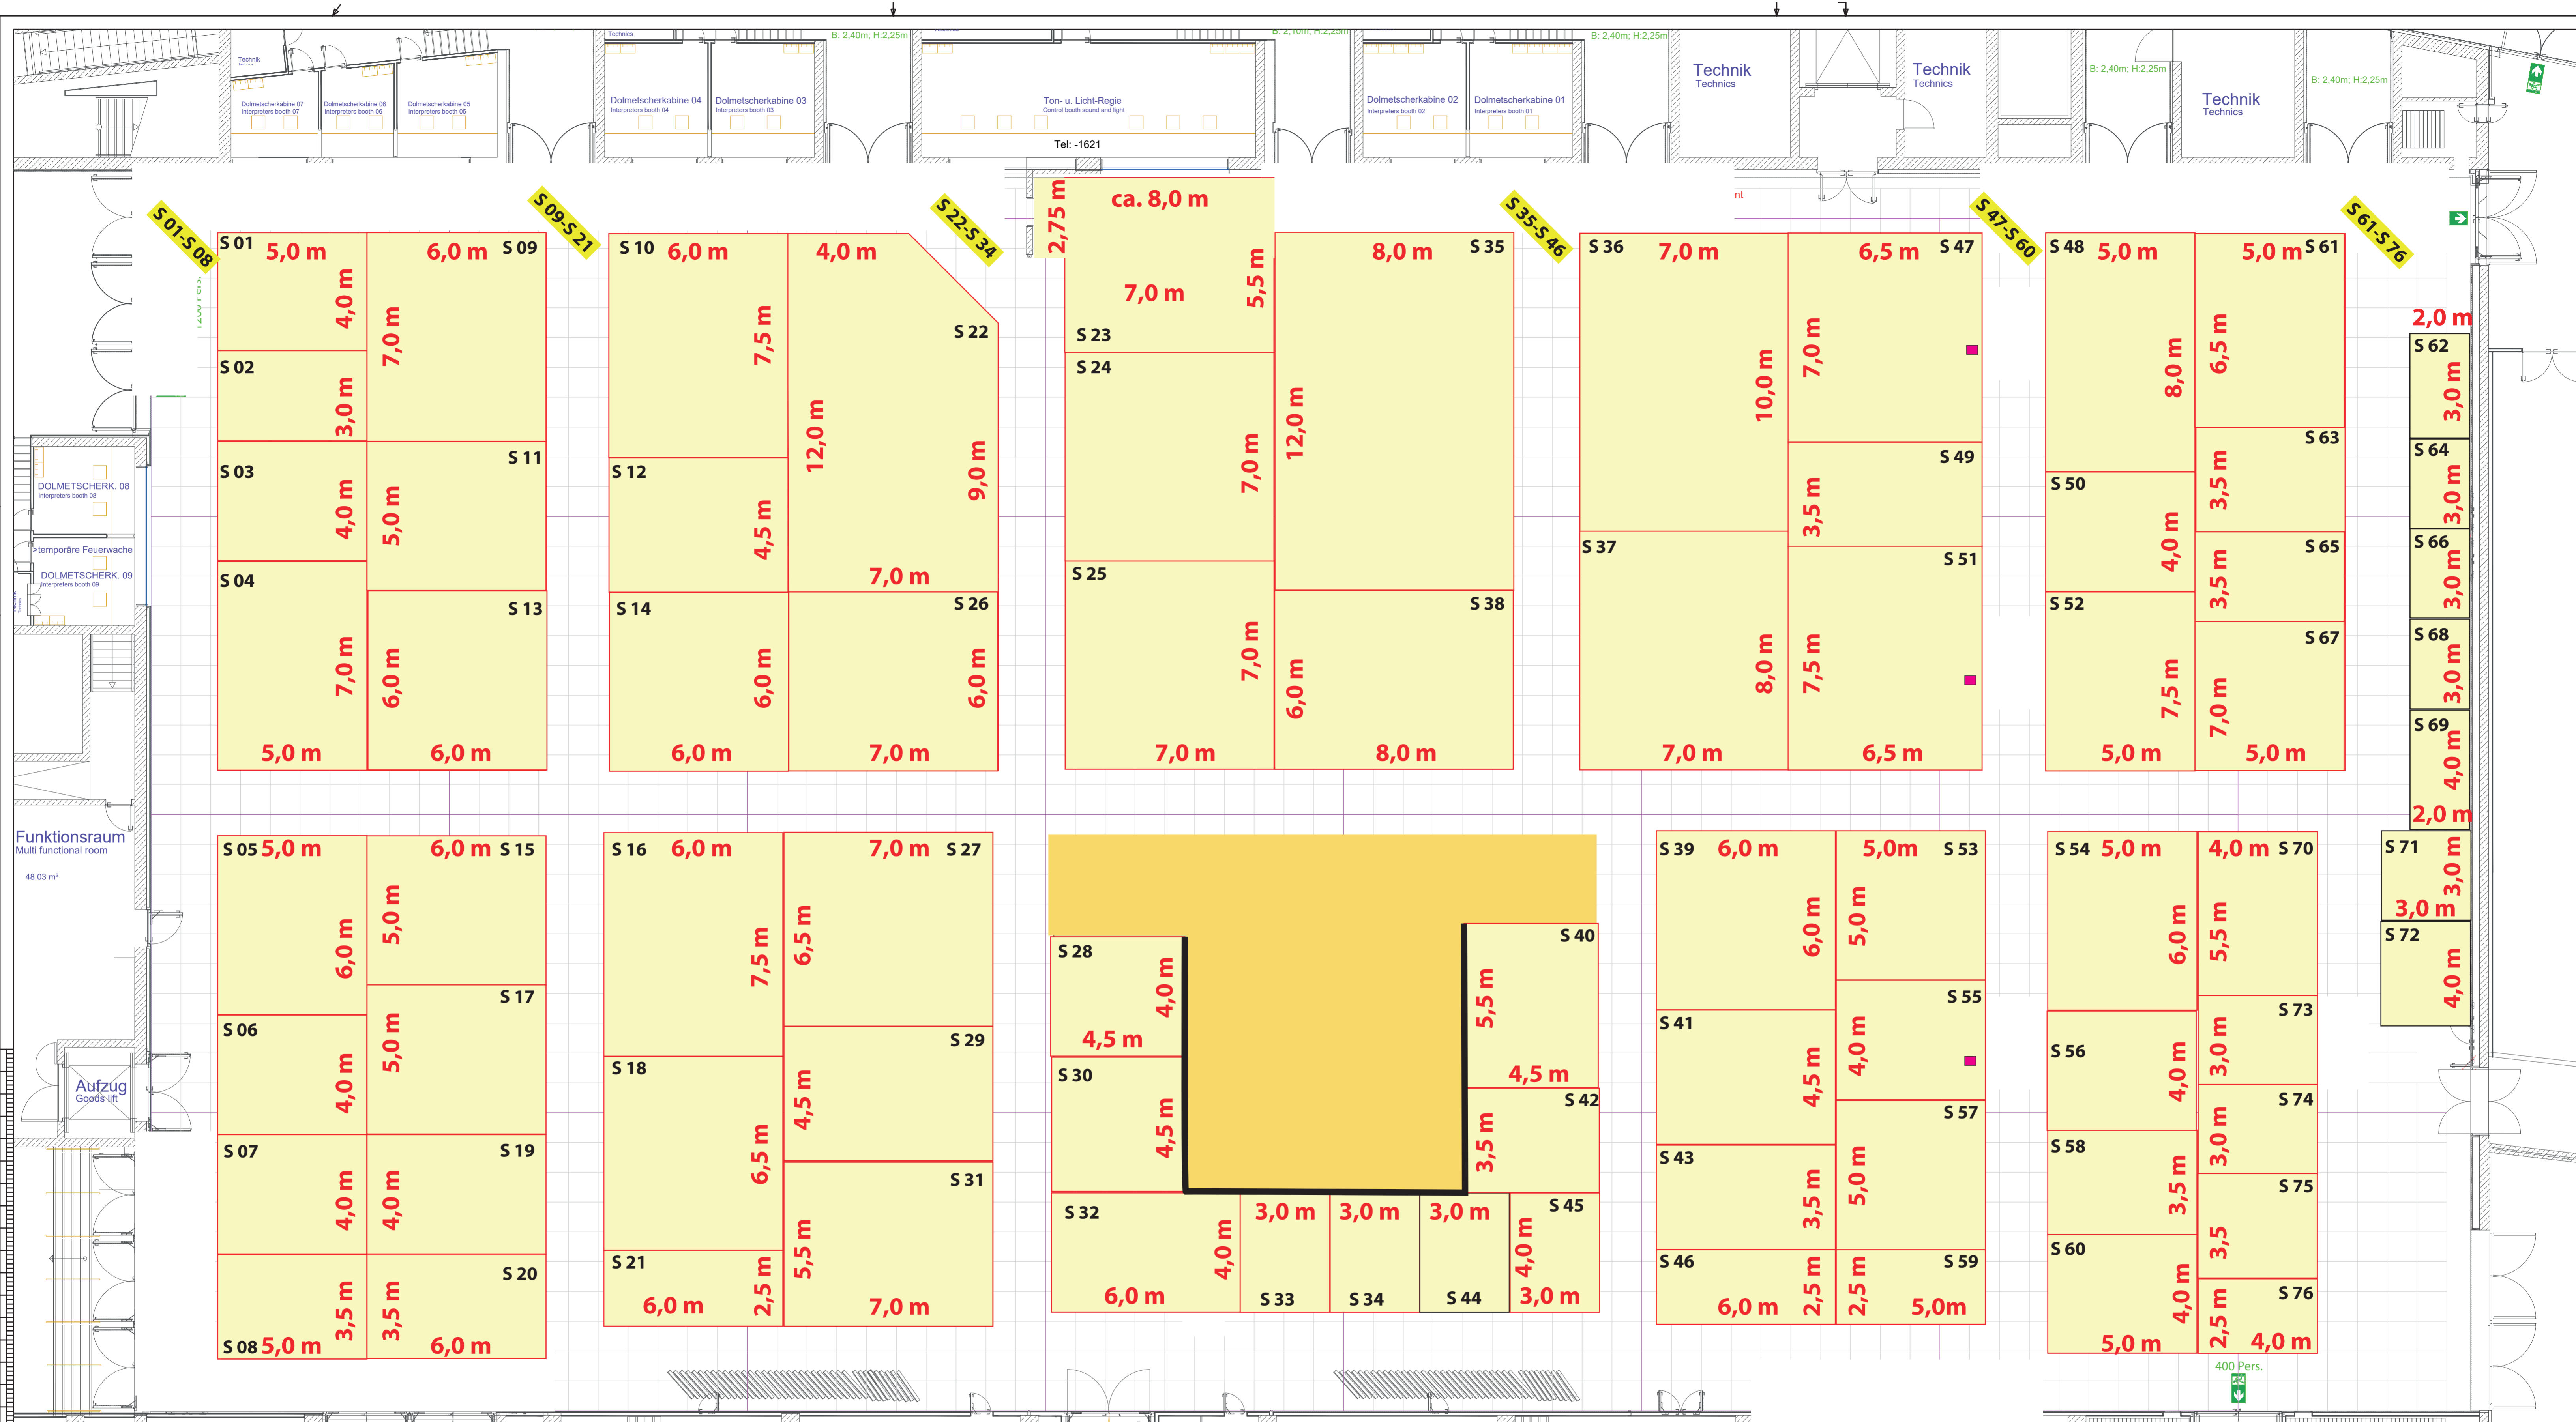 Technik
Technics
Dolmetscherkabine 07
Interpreters booth 07
Dolmetscherkabine 06
Interpreters booth 06
Dolmetscherkabine 05
Interpreters booth 05
Technics
Dolmetscherkabine 04
Interpreters booth 04
Dolmetscherkabine 03
Interpreters booth 03
B: 2,40m; H:2,25m
Ton- u. Licht-Regie
Control booth sound and light
Tel: -1621
Technics
Dolmetscherkabine 02
Interpreters booth 02
Dolmetscherkabine 01
Interpreters booth 01
B: 2,40m; H:2,25m
Technik
Technics
Technik
Technics
B: 2,40m; H:2,25m
Technik
Technics
B: 2,40m; H:2,25m
S 01-S 08
S 09-S 21
S 22-S 34
S 35-S 46
S 47-S 60
S 61-S 76
nt
S 01
5,0 m
4,0 m
S 02
3,0 m
S 03
4,0 m
S 04
7,0 m
5,0 m
6,0 m
S 09
7,0 m
S 11
5,0 m
S 13
6,0 m
6,0 m
S 10
6,0 m
7,5 m
S 12
4,5 m
S 14
6,0 m
6,0 m
4,0 m
S 22
12,0 m
9,0 m
7,0 m
S 26
6,0 m
7,0 m
2,75 m
ca. 8,0 m
7,0 m
5,5 m
S 23
S 24
7,0 m
S 25
7,0 m
7,0 m
8,0 m
S 35
12,0 m
S 38
6,0 m
8,0 m
S 36
7,0 m
10,0 m
S 37
8,0 m
7,0 m
6,5 m
S 47
7,0 m
S 49
3,5 m
S 51
7,5 m
6,5 m
S 48
5,0 m
8,0 m
S 50
4,0 m
S 52
7,5 m
5,0 m
5,0 m
S 61
6,5 m
S 63
3,5 m
S 65
3,5 m
S 67
7,0 m
5,0 m
2,0 m
S 62
3,0 m
S 64
3,0 m
S 66
3,0 m
S 68
3,0 m
S 69
4,0 m
2,0 m
S 71
3,0 m
3,0 m
S 72
4,0 m
DOLMETSCHERK. 08
Interpreters booth 08
>temporäre Feuerwache
DOLMETSCHERK. 09
Interpreters booth 09
Funktionsraum
Multi functional room
48.03 m²
Aufzug
Goods lift
S 05
5,0 m
6,0 m
S 06
4,0 m
S 07
4,0 m
S 08
5,0 m
3,5 m
6,0 m
S 15
5,0 m
S 17
5,0 m
S 19
4,0 m
S 20
3,5 m
6,0 m
S 16
6,0 m
7,5 m
S 18
6,5 m
S 21
6,0 m
2,5 m
7,0 m
S 27
6,5 m
S 29
4,5 m
S 31
5,5 m
7,0 m
S 28
4,0 m
4,5 m
S 30
4,5 m
S 32
4,0 m
6,0 m
3,0 m
S 33
3,0 m
S 34
3,0 m
S 44
S 45
4,0 m
3,0 m
S 40
5,5 m
4,5 m
S 42
3,5 m
S 39
6,0 m
6,0 m
S 41
4,5 m
S 43
3,5 m
S 46
6,0 m
2,5 m
5,0m
S 53
5,0 m
S 55
4,0 m
S 57
5,0 m
S 59
2,5 m
5,0m
S 54
5,0 m
6,0 m
S 56
4,0 m
S 58
3,5 m
S 60
4,0 m
5,0 m
4,0 m
S 70
5,5 m
S 73
3,0 m
S 74
3,0 m
S 75
3,5
S 76
2,5 m
4,0 m
400 Pers.